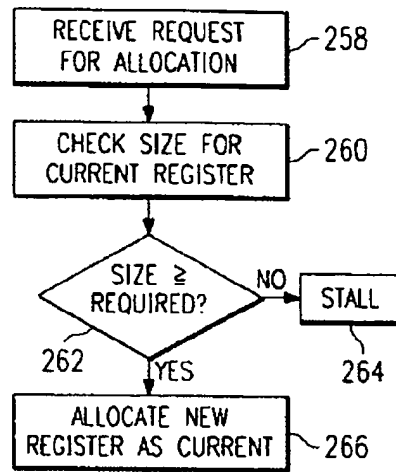 RECEIVE REQUEST
FOR ALLOCATION
258
CHECK SIZE FOR
CURRENT REGISTER
260
SIZE ≧
REQUIRED?
NO
STALL
262
264
YES
ALLOCATE NEW
REGISTER AS CURRENT
266